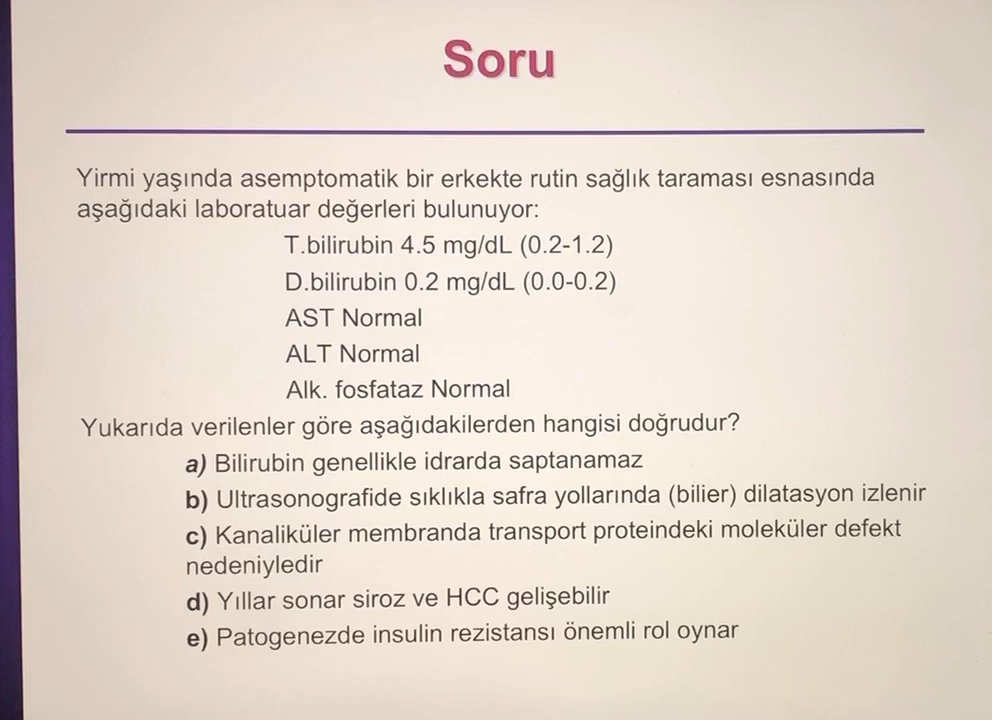 Soru
Yirmi yaşında asemptomatik bir erkekte rutin sağlık taraması esnasında
aşağıdaki laboratuar değerleri bulunuyor:
T.bilirubin 4.5 mg/dL (0.2-1.2)
D.bilirubin 0.2 mg/dL (0.0-0.2)
AST Normal
ALT Normal
Alk. fosfataz Normal
Yukarıda verilenler göre aşağıdakilerden hangisi doğrudur?
a) Bilirubin genellikle idrarda saptanamaz
b) Ultrasonografide sıklıkla safra yollarında (bilier) dilatasyon izlenir
c) Kanaliküler membranda transport proteindeki moleküler defekt
nedeniyledir
d) Yıllar sonar siroz ve HCC gelişebilir
e) Patogenezde insulin rezistansı önemli rol oynar